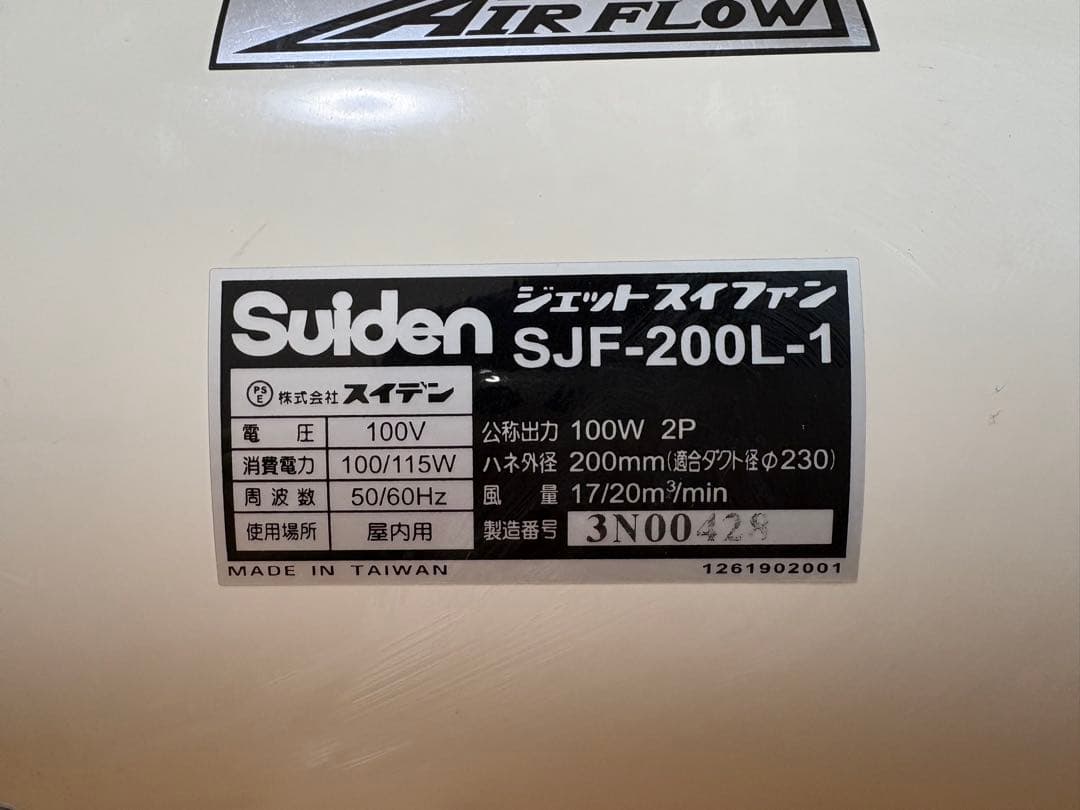 AIR FLOW
Suiden ジェットスイファン
SJF-200L-1
PSE 株式会社 スイデン
電圧 100V 公称出力 100W 2P
消費電力 100/115W ハネ外径 200mm(適合ダクト径φ230)
周波数 50/60Hz 風量 17/20m³/min
使用場所 屋内用 製造番号 3N00428
MADE IN TAIWAN 1261902001